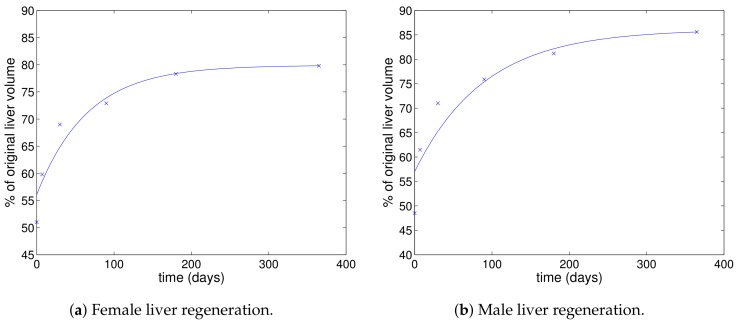 90
85
80
75
70
65
60
55
50
45
% of original liver volume
0 100 200 300 400
time (days)
(a) Female liver regeneration.
90
85
80
75
70
65
60
55
50
45
40
% of original liver volume
0 100 200 300 400
time (days)
(b) Male liver regeneration.